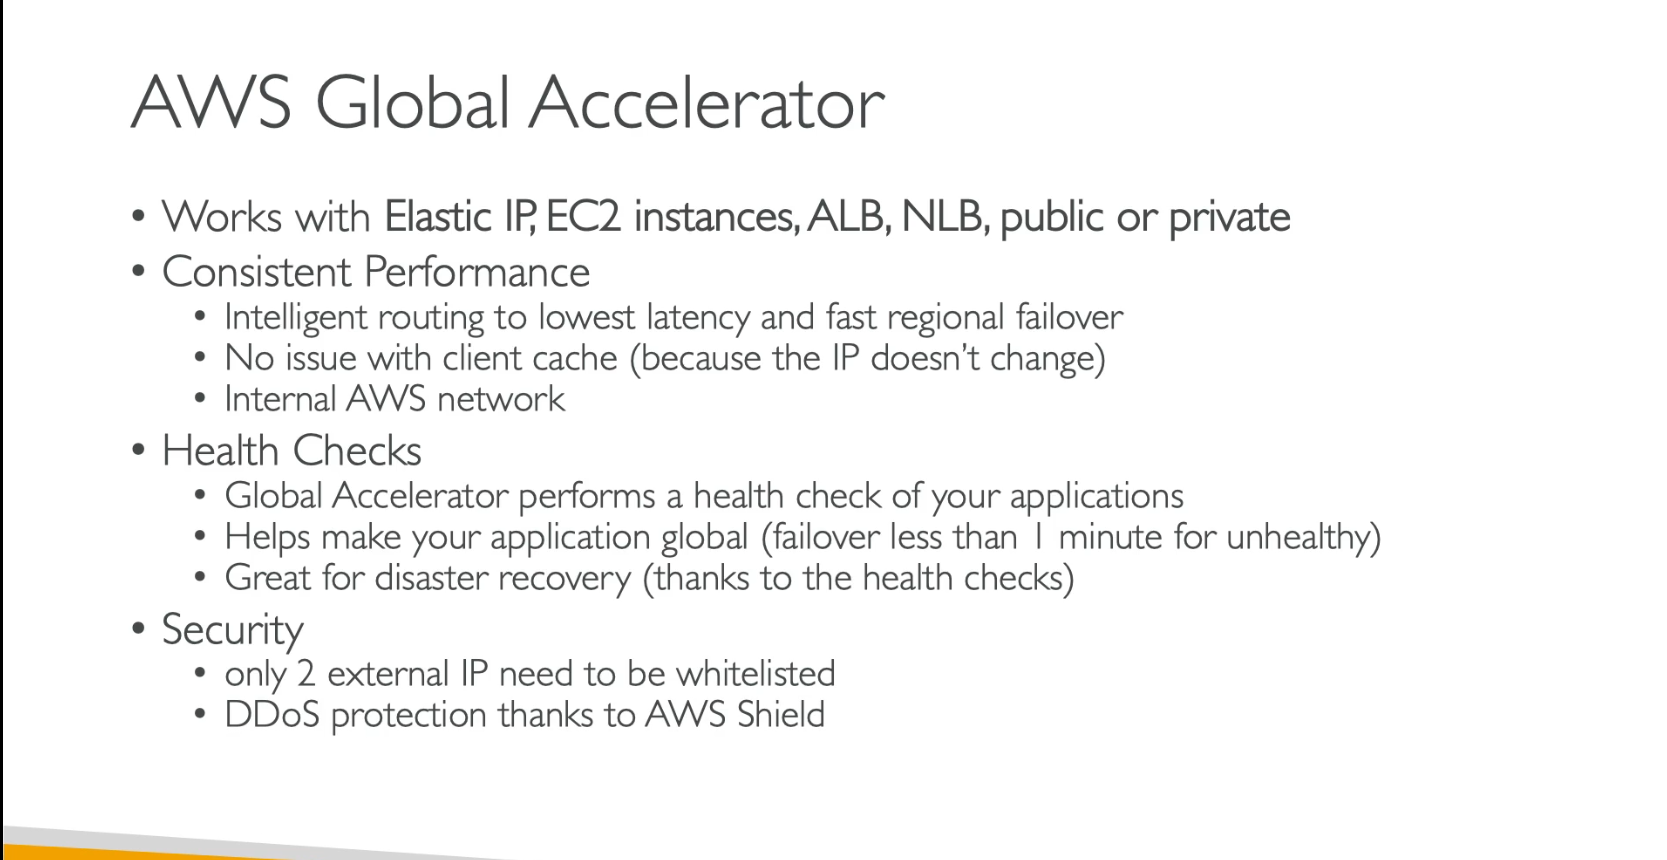 AWS Global Accelerator
• Works with Elastic IP, EC2 instances, ALB, NLB, public or private
• Consistent Performance
• Intelligent routing to lowest latency and fast regional failover
• No issue with client cache (because the IP doesn't change)
• Internal AWS network
• Health Checks
• Global Accelerator performs a health check of your applications
• Helps make your application global (failover less than 1 minute for unhealthy)
• Great for disaster recovery (thanks to the health checks)
• Security
• only 2 external IP need to be whitelisted
• DDoS protection thanks to AWS Shield